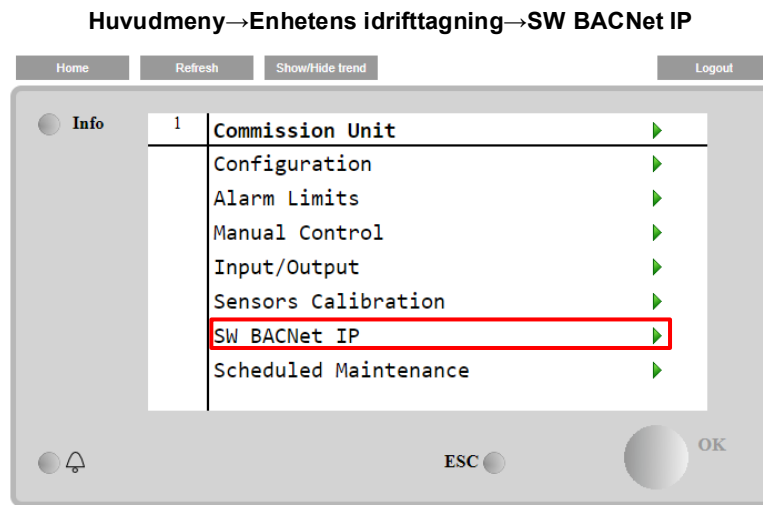 Huvudmeny→Enhetens idrifttagning→SW BACNet IP
Home Refresh Show/Hide trend Logout
Info 1 Commission Unit
Configuration
Alarm Limits
Manual Control
Input/Output
Sensors Calibration
SW BACNet IP
Scheduled Maintenance
ESC OK